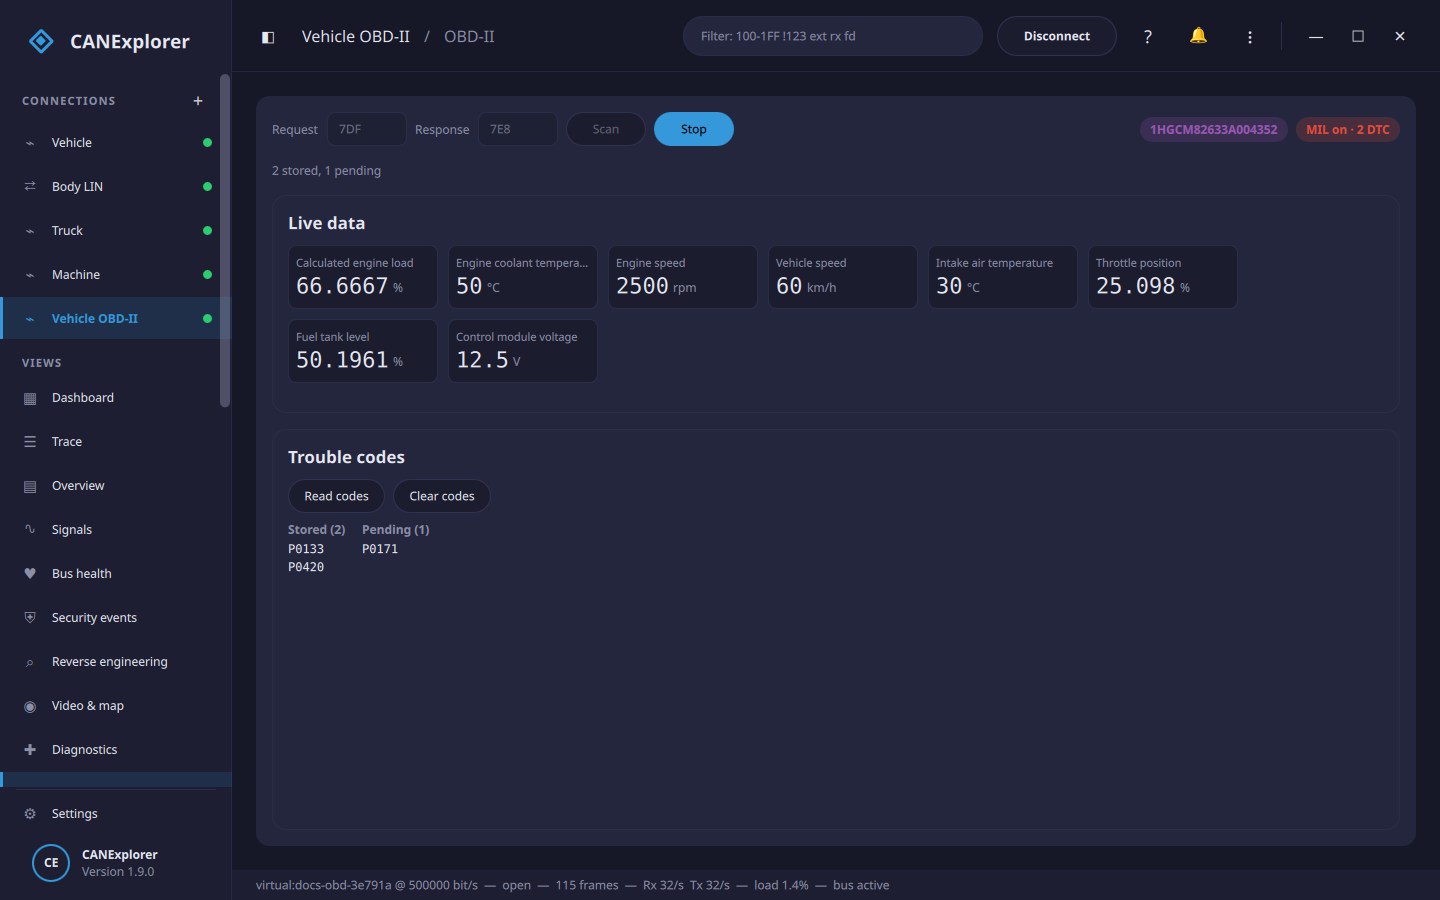 CANExplorer
CONNECTIONS
+
Vehicle
Body LIN
Truck
Machine
Vehicle OBD-II
VIEWS
Dashboard
Trace
Overview
Signals
Bus health
Security events
Reverse engineering
Video & map
Diagnostics
Settings
CE
CANExplorer
Version 1.9.0
Vehicle OBD-II / OBD-II
Filter: 100-1FF !123 ext rx fd
Disconnect
?
Request 7DF Response 7E8 Scan Stop
1HGCM82633A004352 MIL on · 2 DTC
2 stored, 1 pending
Live data
Calculated engine load
66.6667 %
Engine coolant tempera...
50 °C
Engine speed
2500 rpm
Vehicle speed
60 km/h
Intake air temperature
30 °C
Throttle position
25.098 %
Fuel tank level
50.1961 %
Control module voltage
12.5 V
Trouble codes
Read codes Clear codes
Stored (2) Pending (1)
P0133 P0171
P0420
virtual:docs-obd-3e791a @ 500000 bit/s — open — 115 frames — Rx 32/s Tx 32/s — load 1.4% — bus active